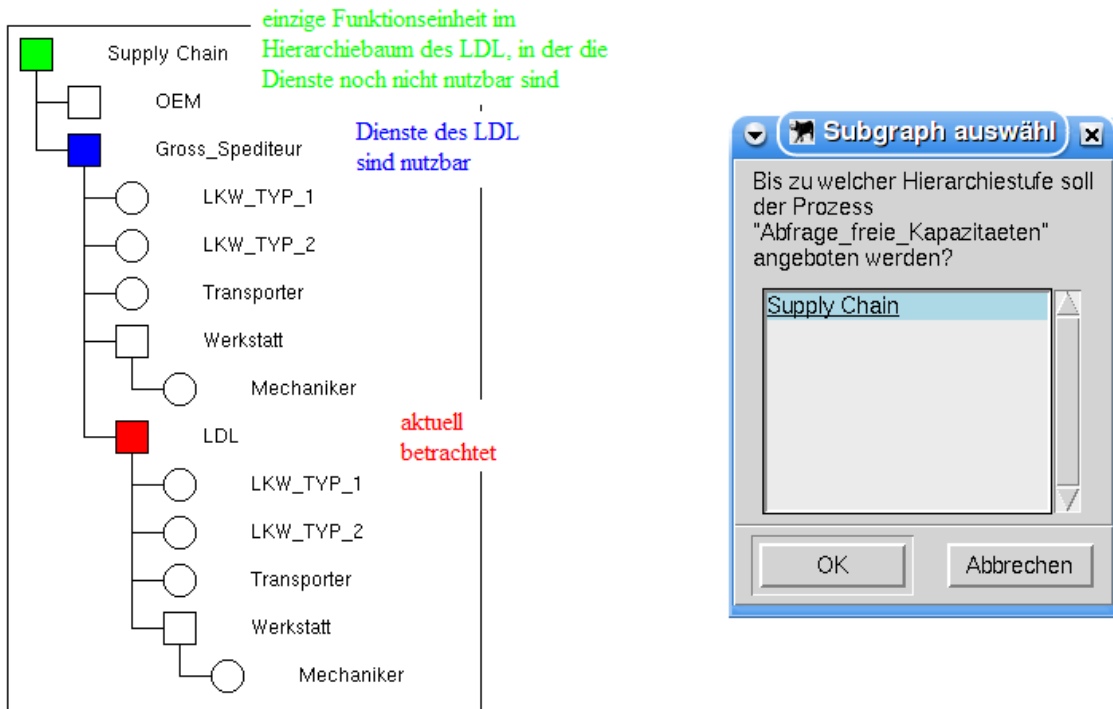 einzige Funktionseinheit im
Hierarchiebaum des LDL, in der die
Dienste noch nicht nutzbar sind
Supply Chain
OEM
Dienste des LDL
sind nutzbar
Gross_Spediteur
LKW_TYP_1
LKW_TYP_2
Transporter
Werkstatt
Mechaniker
aktuell
betrachtet
LDL
LKW_TYP_1
LKW_TYP_2
Transporter
Werkstatt
Mechaniker
Subgraph auswähl
Bis zu welcher Hierarchiestufe soll
der Prozess
"Abfrage_freie_Kapazitaeten"
angeboten werden?
Supply Chain
OK
Abbrechen